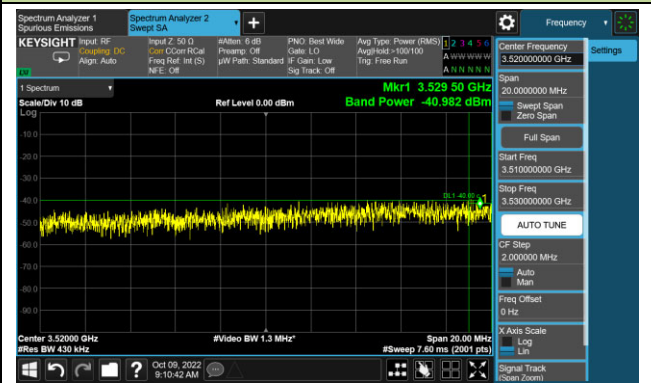 Spectrum Analyzer 1
Spurious Emissions
Spectrum Analyzer 2
Swept SA
Frequency
KEYSIGHT
Input: RF
Coupling: DC
Align: Auto
Input Z: 50 Ω
Corr CCorr RCal
Freq Ref: Int (S)
NFE: Off
#Atten: 6 dB
Preamp: Off
µW Path: Standard
PNO: Best Wide
Gate: LO
IF Gain: Low
Sig Track: Off
Avg Type: Power (RMS)
Avg|Hold:>100/100
Trig: Free Run
1 2 3 4 5 6
A W W W W W
A N N N N N
1 Spectrum
Scale/Div 10 dB
Log
Ref Level 0.00 dBm
Mkr1 3.529 50 GHz
Band Power -40.982 dBm
-10.0
-20.0
-30.0
-40.0
-50.0
-60.0
-70.0
-80.0
-90.0
1
Center 3.52000 GHz
#Res BW 430 kHz
#Video BW 1.3 MHz*
Span 20.00 MHz
#Sweep 7.60 ms (2001 pts)
Center Frequency
3.520000000 GHz
Settings
Span
20.0000000 MHz
Swept Span
Zero Span
Full Span
Start Freq
3.510000000 GHz
Stop Freq
3.530000000 GHz
AUTO TUNE
CF Step
2.000000 MHz
Auto
Man
Freq Offset
0 Hz
X Axis Scale
Log
Lin
Signal Track
(Span Zoom)
?
Oct 09, 2022
9:10:42 AM